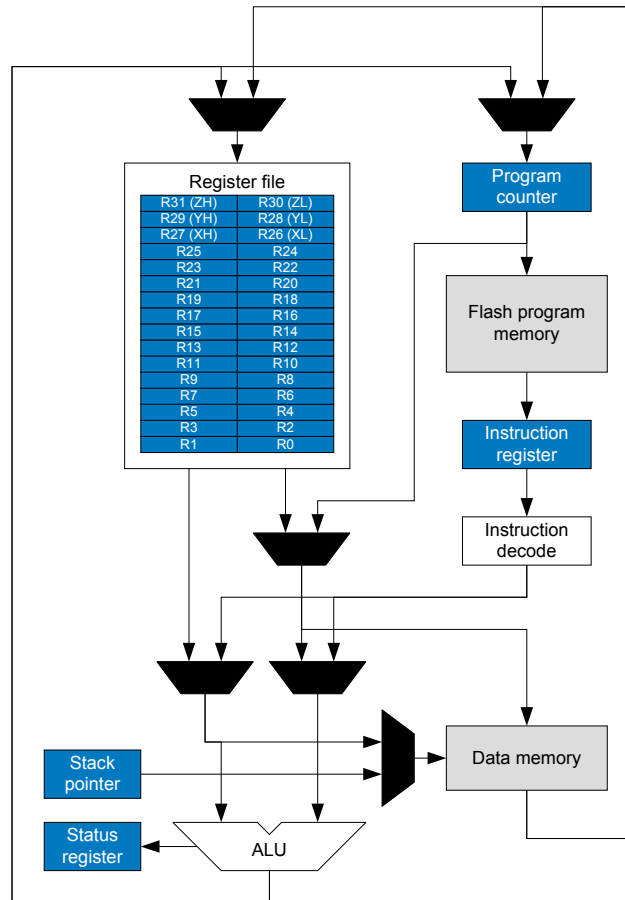 Register file
R31 (ZH) R30 (ZL)
R29 (YH) R28 (YL)
R27 (XH) R26 (XL)
R25 R24
R23 R22
R21 R20
R19 R18
R17 R16
R15 R14
R13 R12
R11 R10
R9 R8
R7 R6
R5 R4
R3 R2
R1 R0
Program
counter
Flash program
memory
Instruction
register
Instruction
decode
Stack
pointer
Data memory
Status
register
ALU